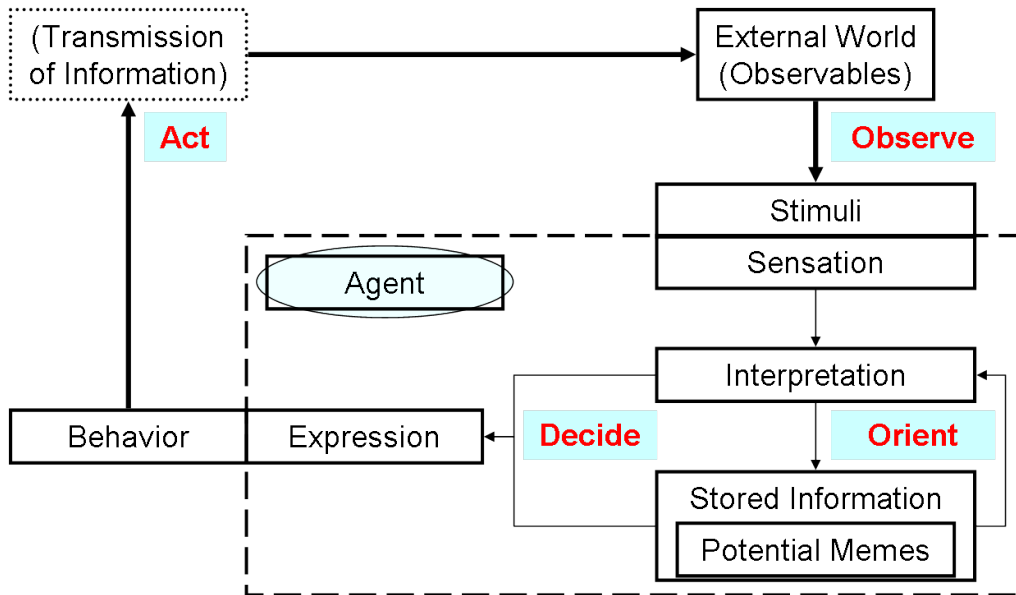 (Transmission
of Information)
External World
(Observables)
Act
Observe
Stimuli
Sensation
Agent
Interpretation
Behavior
Expression
Decide
Orient
Stored Information
Potential Memes